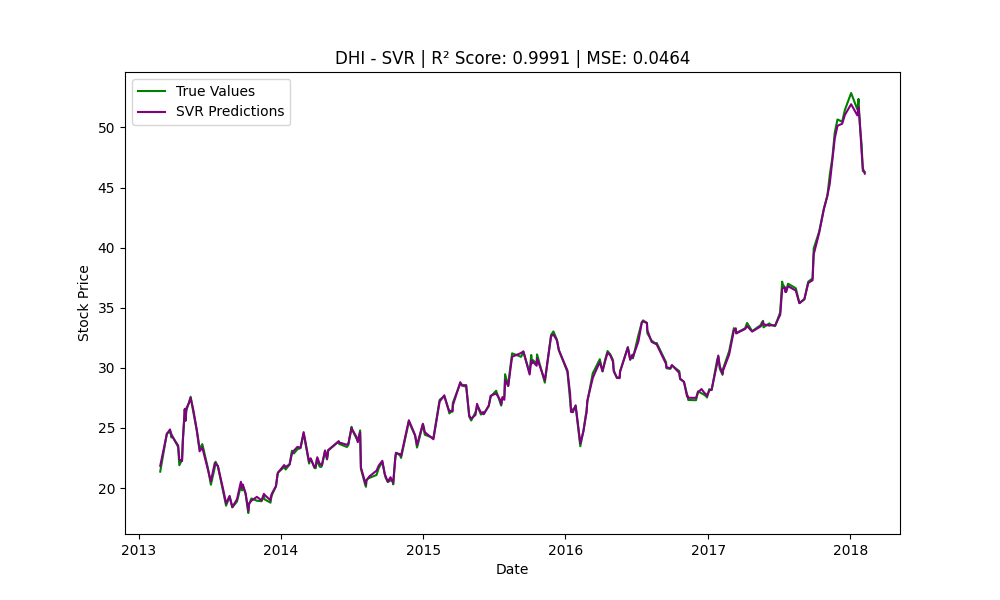 DHI - SVR | R² Score: 0.9991 | MSE: 0.0464
True Values
SVR Predictions
Stock Price
50
45
40
35
30
25
20
2013 2014 2015 2016 2017 2018
Date